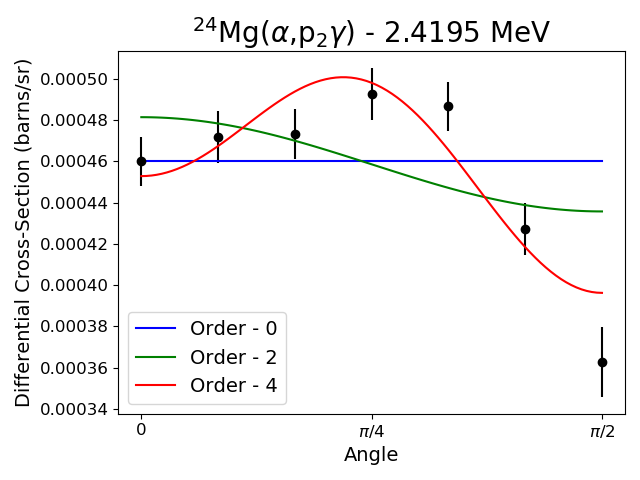 ²⁴Mg(α,p₂γ) - 2.4195 MeV
Differential Cross-Section (barns/sr)
0.00050
0.00048
0.00046
0.00044
0.00042
0.00040
0.00038
0.00036
0.00034
Order - 0
Order - 2
Order - 4
0
π/4
π/2
Angle